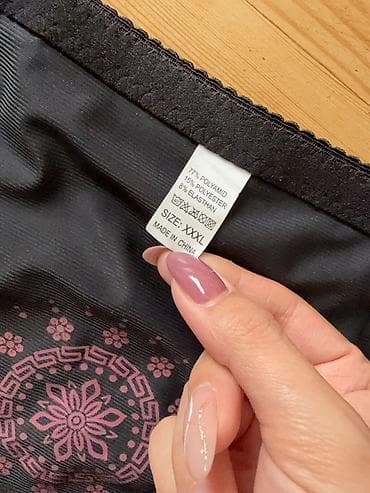 77% POLYAMID
15% POLYESTER
8% ELASTHAN
SIZE: XXXL
MADE IN CHINA